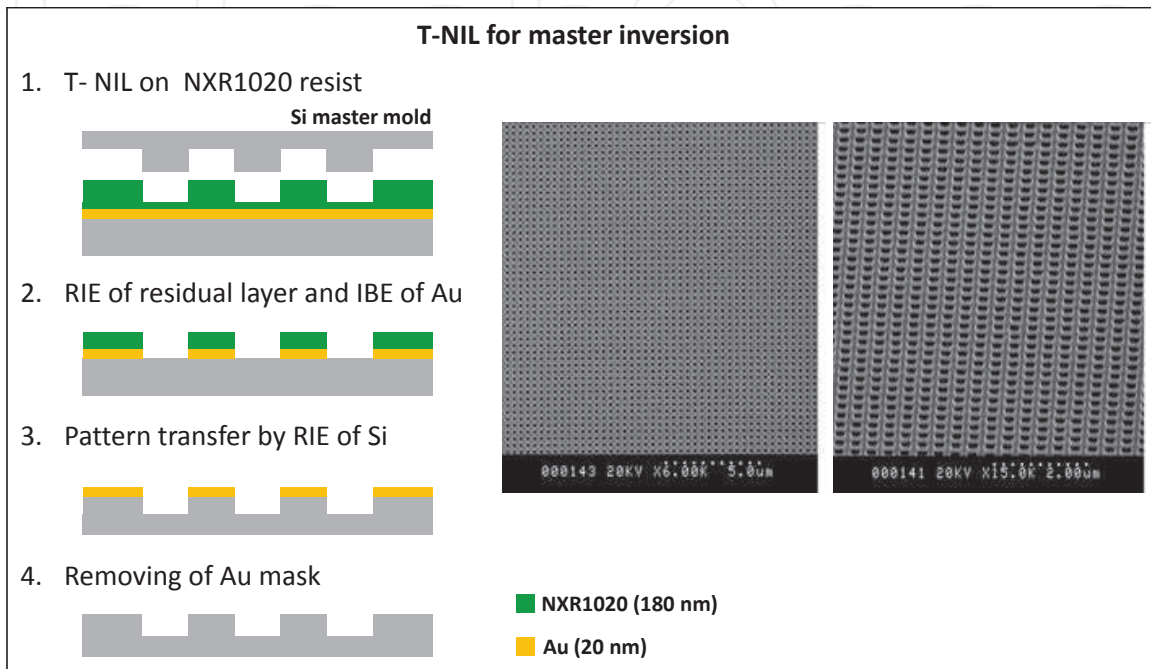 T-NIL for master inversion
1. T- NIL on NXR1020 resist
Si master mold
2. RIE of residual layer and IBE of Au
3. Pattern transfer by RIE of Si
4. Removing of Au mask
000143 20KV X6.00K 5.0um
000141 20KV X15.0K 2.00um
NXR1020 (180 nm)
Au (20 nm)